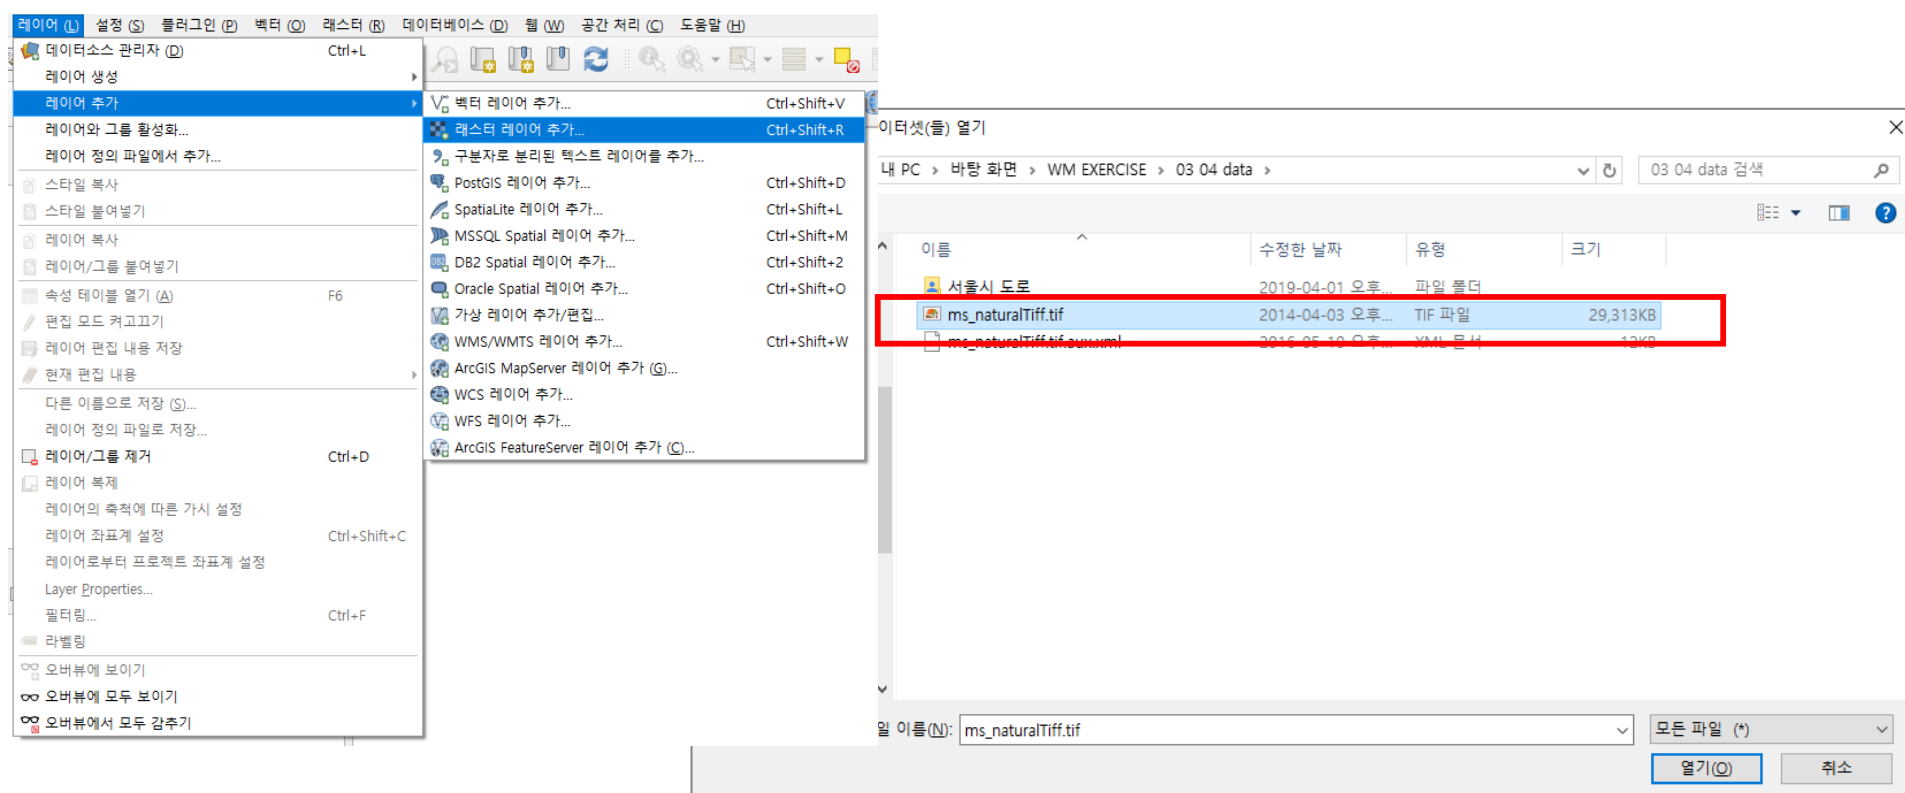 레이어 (L) 설정 (S) 플러그인 (P) 벡터 (O) 래스터 (R) 데이터베이스 (D) 웹 (W) 공간 처리 (C) 도움말 (H)
데이터소스 관리자 (D) Ctrl+L
레이어 생성
레이어 추가
레이어와 그룹 활성화...
레이어 정의 파일에서 추가...
스타일 복사
스타일 붙여넣기
레이어 복사
레이어/그룹 붙여넣기
속성 테이블 열기 (A) F6
편집 모드 켜고끄기
레이어 편집 내용 저장
현재 편집 내용
다른 이름으로 저장 (S)...
레이어 정의 파일로 저장...
레이어/그룹 제거 Ctrl+D
레이어 복제
레이어의 축척에 따른 가시 설정
레이어 좌표계 설정 Ctrl+Shift+C
레이어로부터 프로젝트 좌표계 설정
Layer Properties...
필터링... Ctrl+F
라벨링
오버뷰에 보이기
오버뷰에 모두 보이기
오버뷰에서 모두 감추기
벡터 레이어 추가... Ctrl+Shift+V
래스터 레이어 추가... Ctrl+Shift+R
구분자로 분리된 텍스트 레이어를 추가...
PostGIS 레이어 추가... Ctrl+Shift+D
SpatiaLite 레이어 추가... Ctrl+Shift+L
MSSQL Spatial 레이어 추가... Ctrl+Shift+M
DB2 Spatial 레이어 추가... Ctrl+Shift+2
Oracle Spatial 레이어 추가... Ctrl+Shift+O
가상 레이어 추가/편집...
WMS/WMTS 레이어 추가... Ctrl+Shift+W
ArcGIS MapServer 레이어 추가 (G)...
WCS 레이어 추가...
WFS 레이어 추가...
ArcGIS FeatureServer 레이어 추가 (C)...
이터셋(들) 열기
내 PC > 바탕 화면 > WM EXERCISE > 03 04 data >
03 04 data 검색
이름 수정한 날짜 유형 크기
서울시 도로 2019-04-01 오후... 파일 폴더
ms_naturalTiff.tif 2014-04-03 오후... TIF 파일 29,313KB
ms_naturalTiff.tif.aux.xml 2016-05-10 오후... XML 문서 12KB
일 이름(N): ms_naturalTiff.tif 모든 파일 (*)
열기(O) 취소